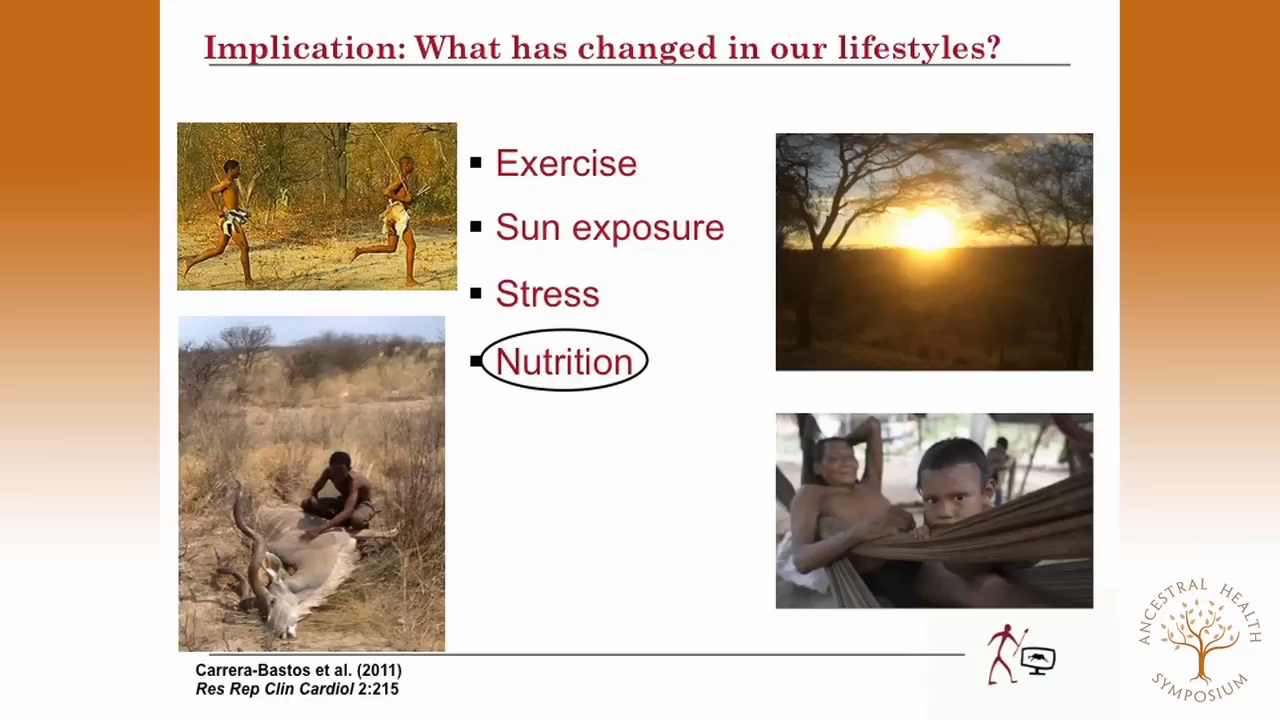 Implication: What has changed in our lifestyles?
Exercise
Sun exposure
Stress
Nutrition
Carrera-Bastos et al. (2011)
Res Rep Clin Cardiol 2:215
ANCESTRAL HEALTH
SYMPOSIUM